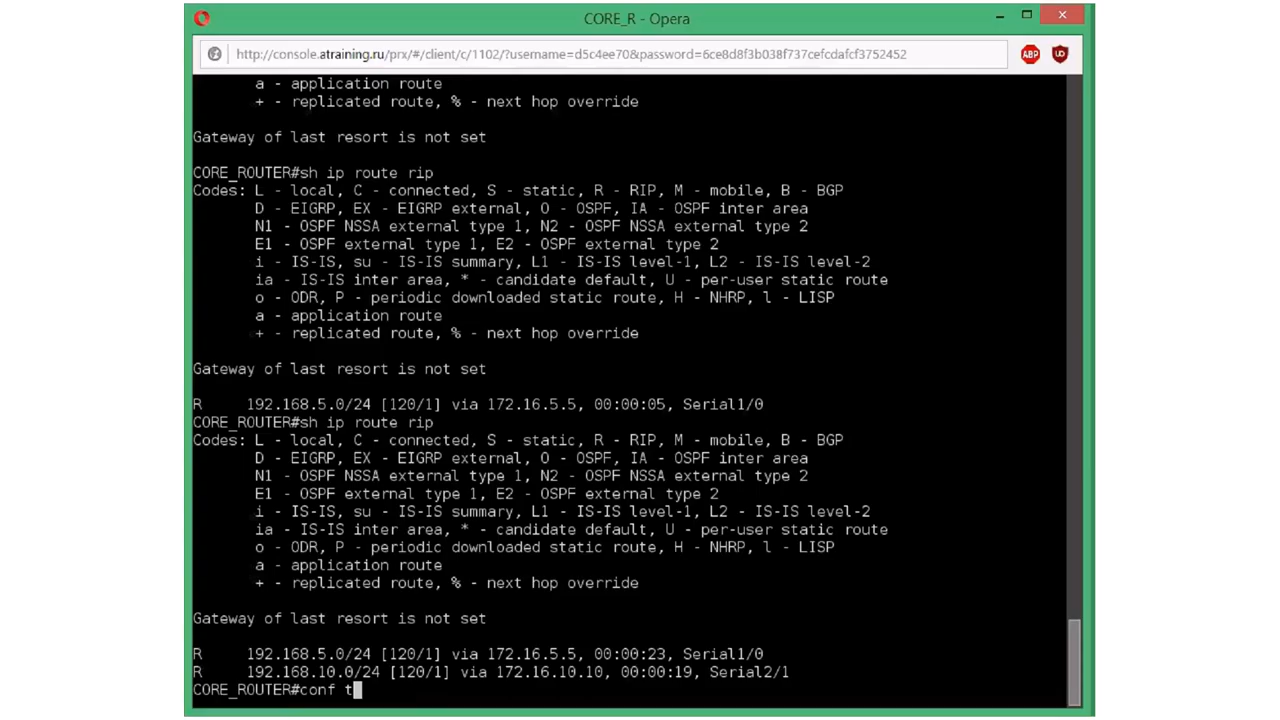 CORE_R - Opera
http://console.atraining.ru/prx/#/client/c/1102/?username=d5c4ee70&password=6ce8d8f3b038f737cefcdafcf3752452
ABP
a - application route
+ - replicated route, % - next hop override
Gateway of last resort is not set
CORE_ROUTER#sh ip route rip
Codes: L - local, C - connected, S - static, R - RIP, M - mobile, B - BGP
D - EIGRP, EX - EIGRP external, O - OSPF, IA - OSPF inter area
N1 - OSPF NSSA external type 1, N2 - OSPF NSSA external type 2
E1 - OSPF external type 1, E2 - OSPF external type 2
i - IS-IS, su - IS-IS summary, L1 - IS-IS level-1, L2 - IS-IS level-2
ia - IS-IS inter area, * - candidate default, U - per-user static route
o - ODR, P - periodic downloaded static route, H - NHRP, l - LISP
a - application route
+ - replicated route, % - next hop override
Gateway of last resort is not set
R 192.168.5.0/24 [120/1] via 172.16.5.5, 00:00:05, Serial1/0
CORE_ROUTER#sh ip route rip
Codes: L - local, C - connected, S - static, R - RIP, M - mobile, B - BGP
D - EIGRP, EX - EIGRP external, O - OSPF, IA - OSPF inter area
N1 - OSPF NSSA external type 1, N2 - OSPF NSSA external type 2
E1 - OSPF external type 1, E2 - OSPF external type 2
i - IS-IS, su - IS-IS summary, L1 - IS-IS level-1, L2 - IS-IS level-2
ia - IS-IS inter area, * - candidate default, U - per-user static route
o - ODR, P - periodic downloaded static route, H - NHRP, l - LISP
a - application route
+ - replicated route, % - next hop override
Gateway of last resort is not set
R 192.168.5.0/24 [120/1] via 172.16.5.5, 00:00:23, Serial1/0
R 192.168.10.0/24 [120/1] via 172.16.10.10, 00:00:19, Serial2/1
CORE_ROUTER#conf t